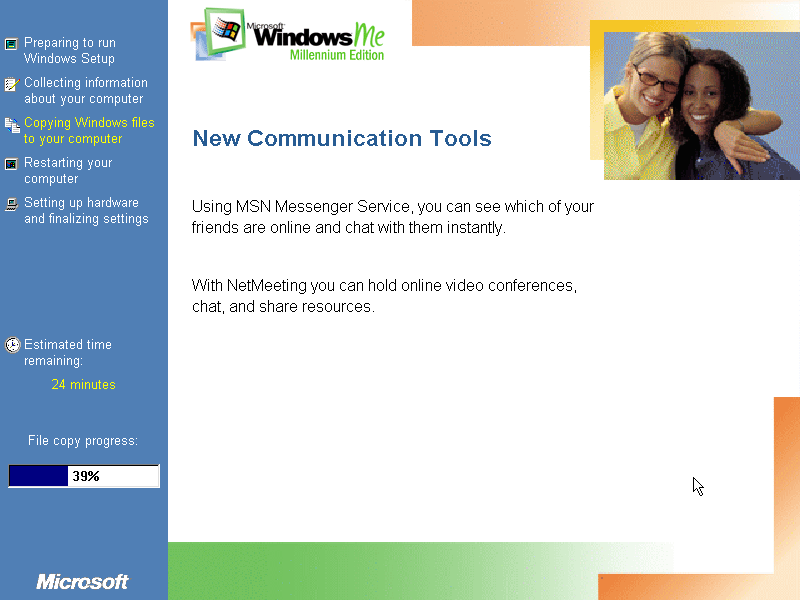 Preparing to run
Windows Setup
Collecting information
about your computer
Copying Windows files
to your computer
Restarting your
computer
Setting up hardware
and finalizing settings
Estimated time
remaining:
24 minutes
File copy progress:
39%
Microsoft
Microsoft
Windows Me
Millennium Edition
New Communication Tools
Using MSN Messenger Service, you can see which of your
friends are online and chat with them instantly.
With NetMeeting you can hold online video conferences,
chat, and share resources.